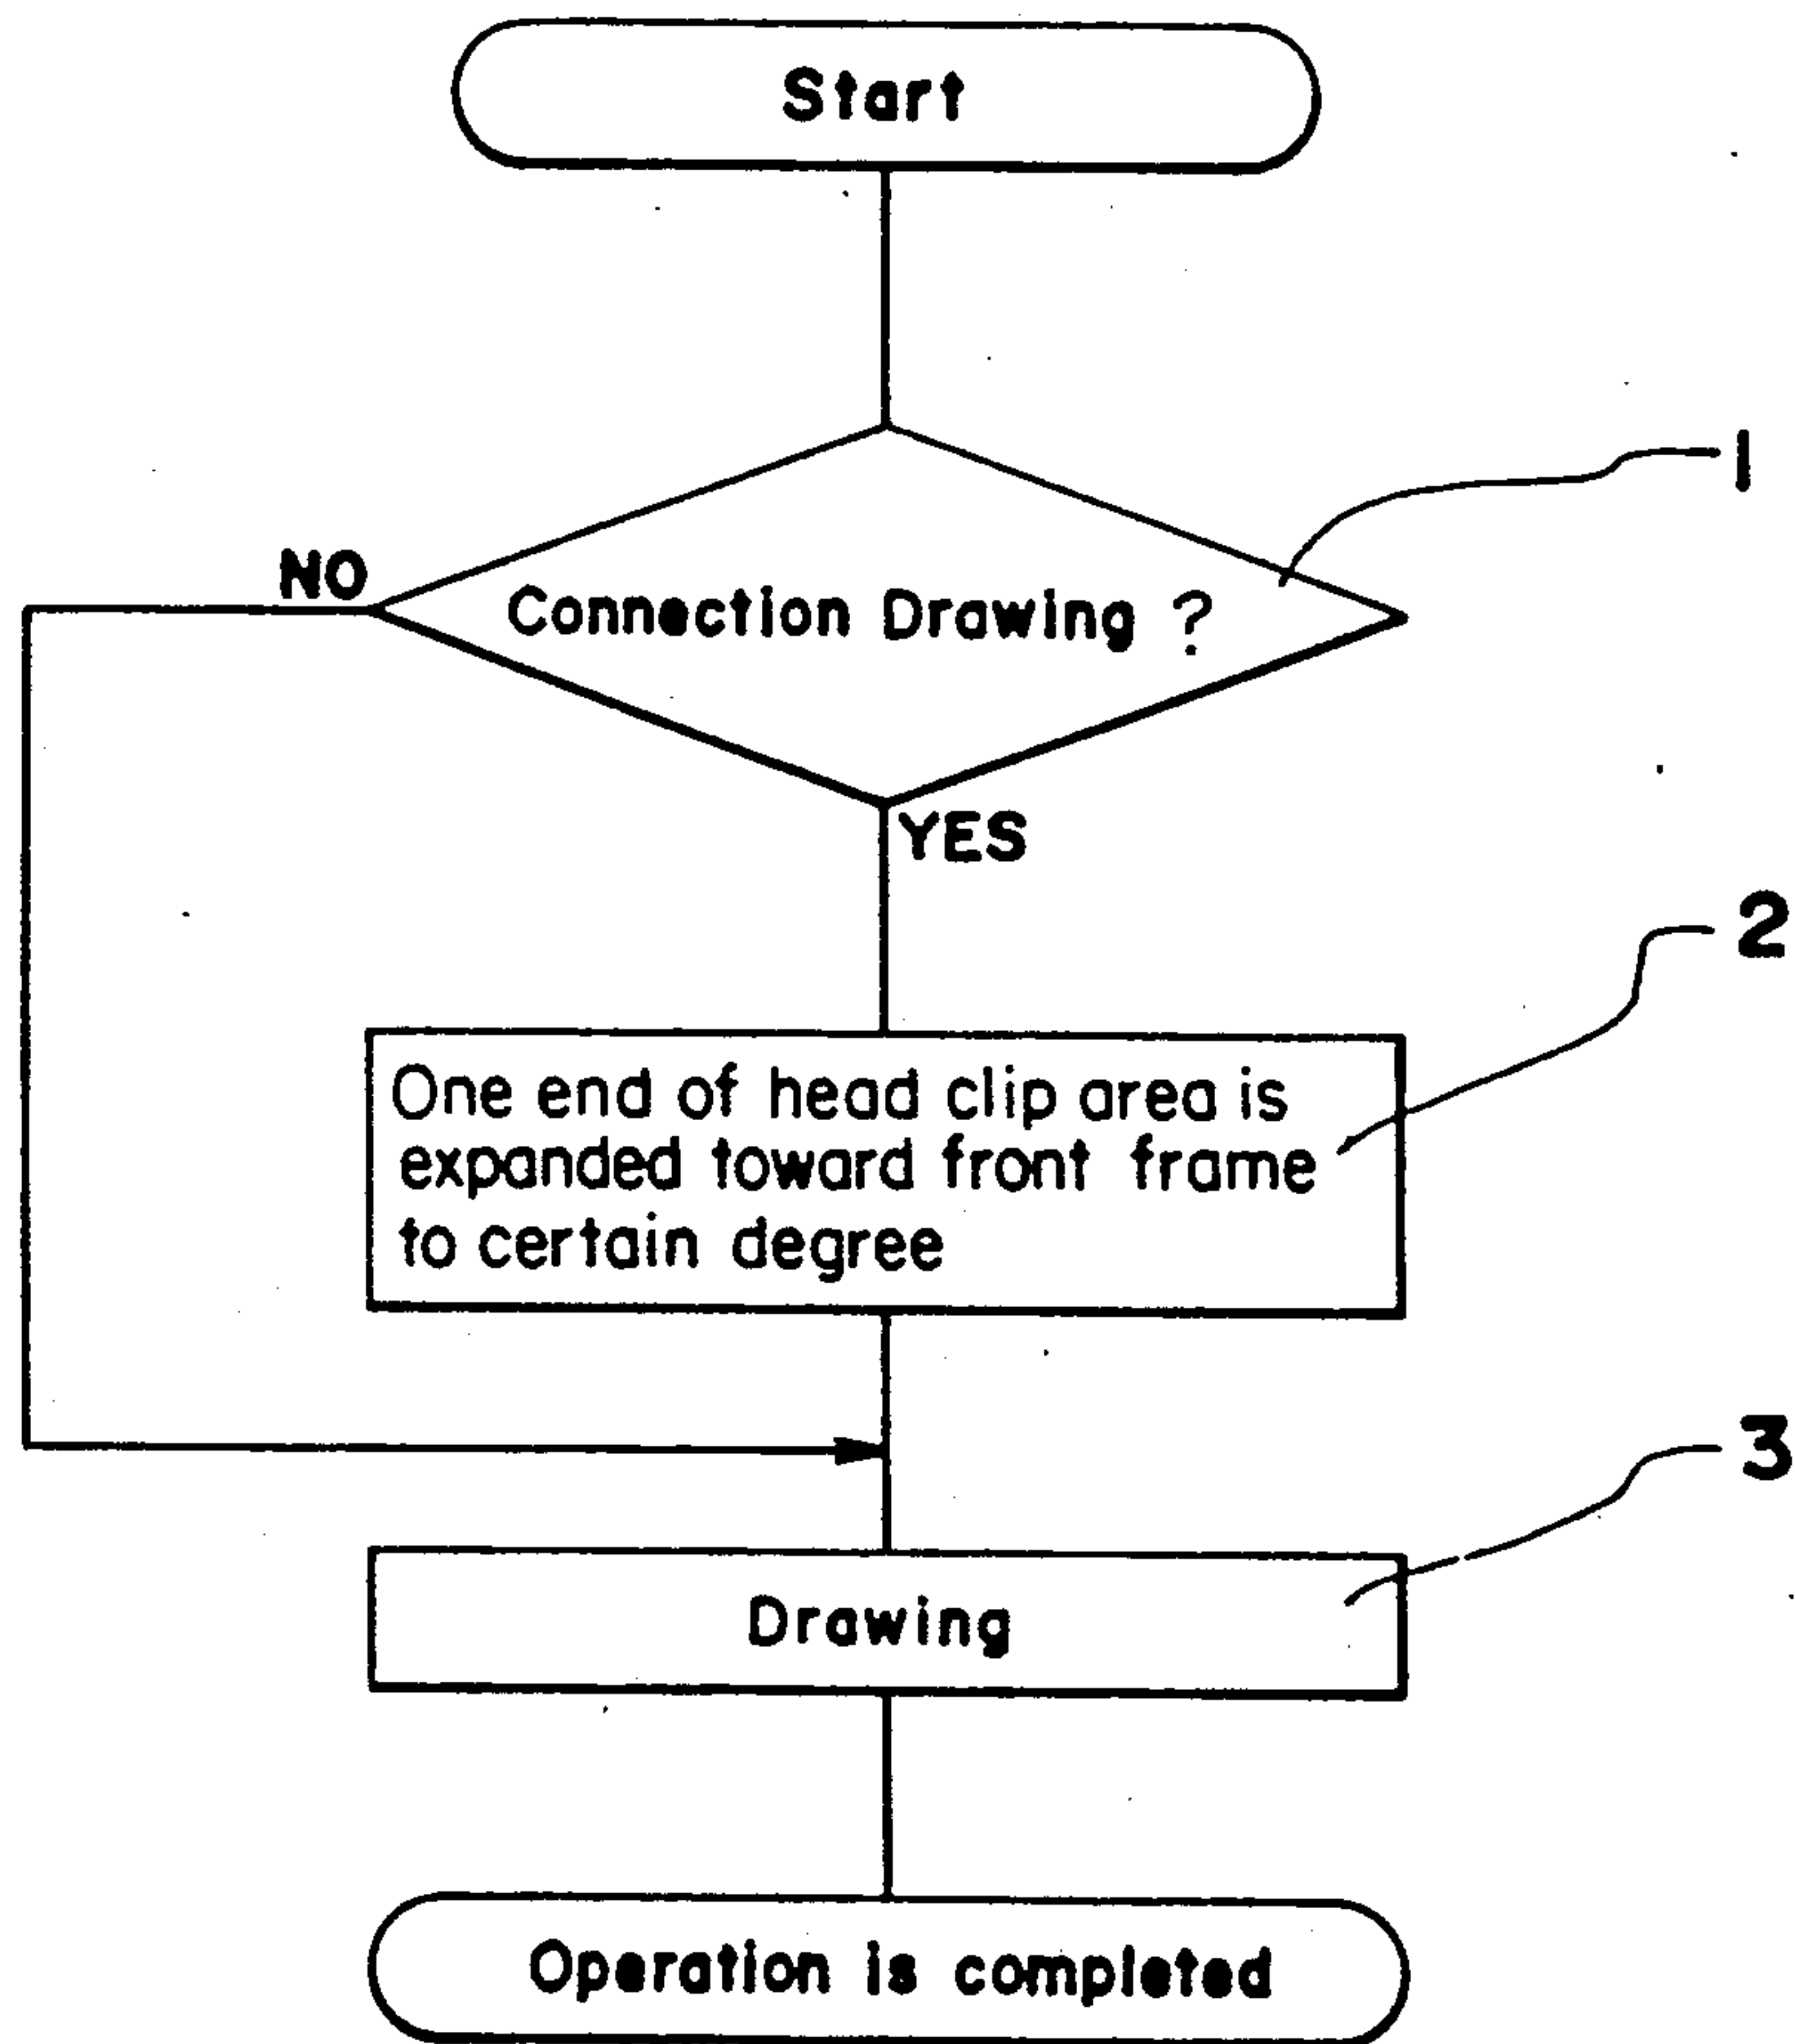 Start
1
NO
Connection Drawing ?
YES
2
One end of head clip area is
expanded toward front frame
to certain degree
3
Drawing
Operation is completed